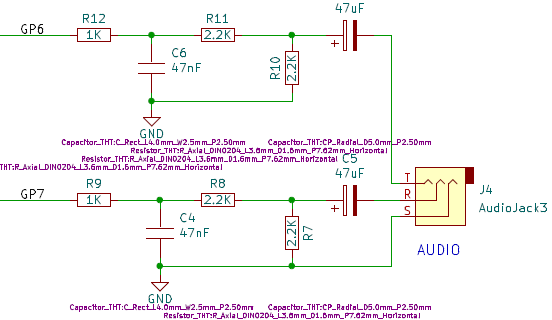 47uF
GP6
R12
1K
R11
2.2K
+
C6
47nF
R10
2.2K
GND
Capacitor_THT:C_Rect_L4.0mm_W2.5mm_P2.50mm
Capacitor_THT:CP_Radial_D5.0mm_P2.50mm
Resistor_THT:R_Axial_DIN0204_L3.6mm_D1.6mm_P7.62mm_Horizontal
Resistor_THT:R_Axial_DIN0204_L3.6mm_D1.6mm_P7.62mm_Horizontal
THT:R_Axial_DIN0204_L3.6mm_D1.6mm_P7.62mm_Horizontal
C5
47uF
GP7
R9
1K
R8
2.2K
+
T
R
S
J4
AudioJack3
C4
47nF
R7
2.2K
AUDIO
GND
Capacitor_THT:C_Rect_L4.0mm_W2.5mm_P2.50mm
Capacitor_THT:CP_Radial_D5.0mm_P2.50mm
Resistor_THT:R_Axial_DIN0204_L3.6mm_D1.6mm_P7.62mm_Horizontal